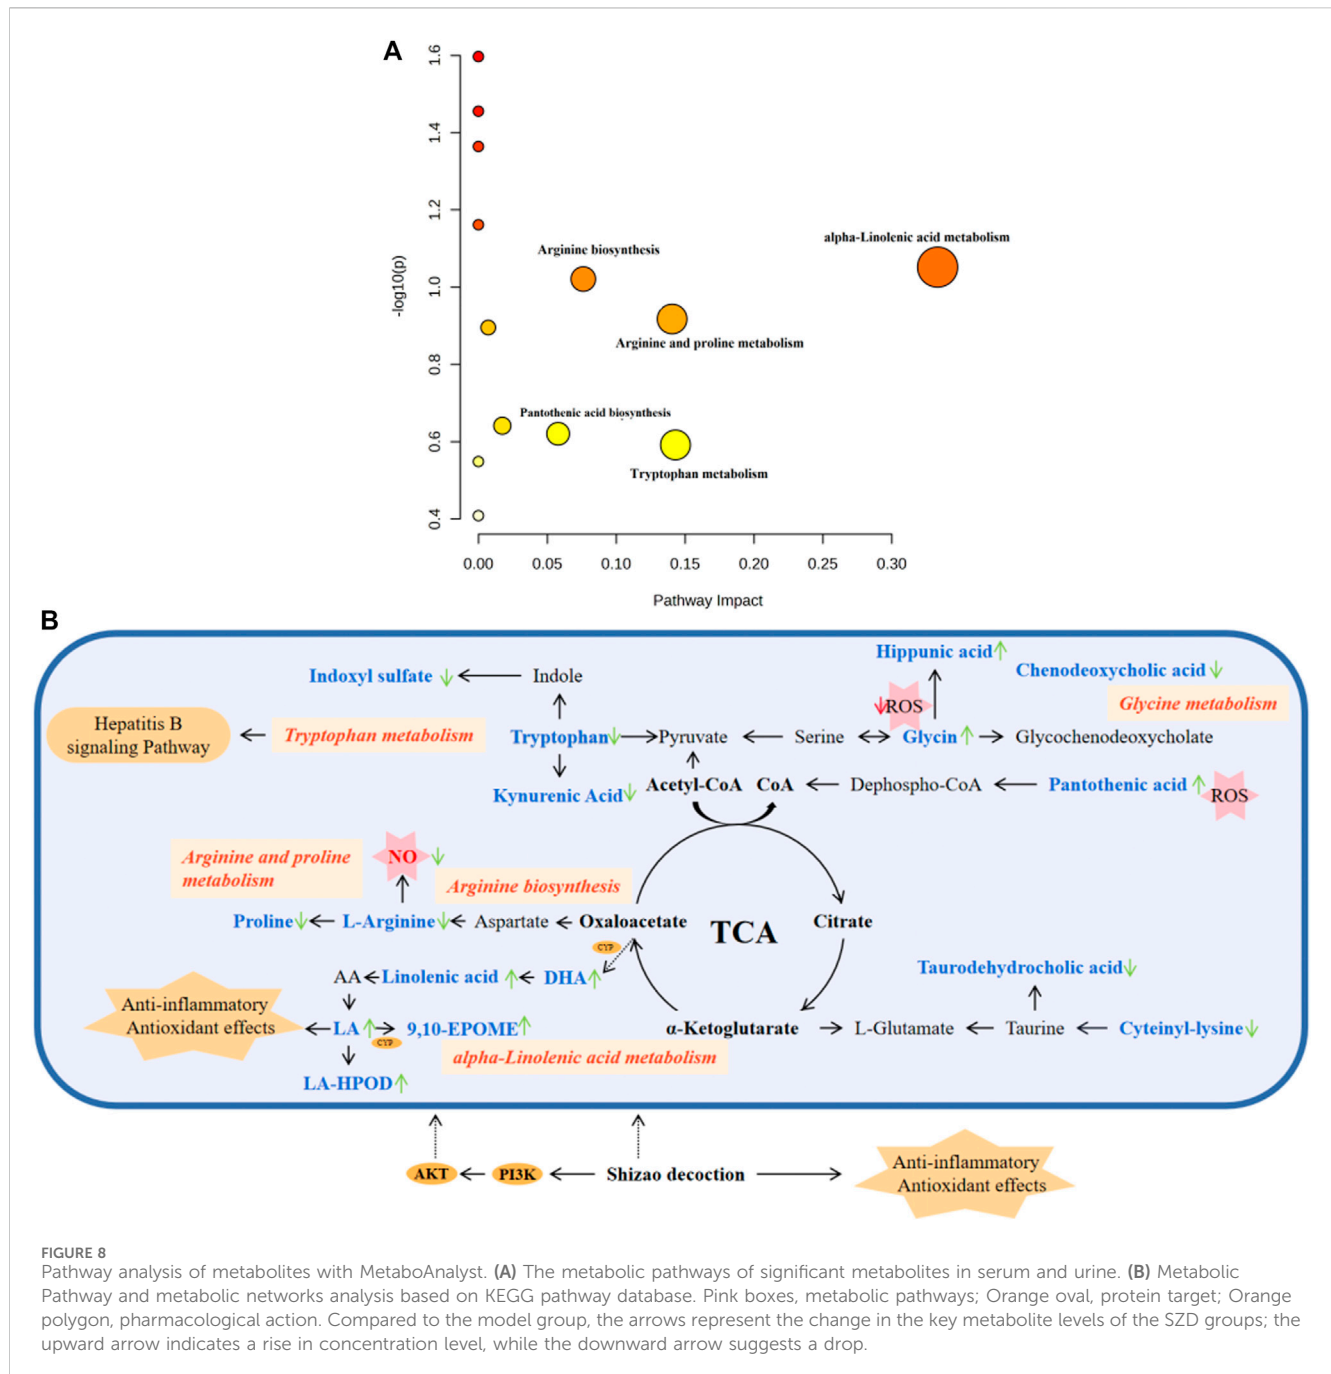 A
1.6
1.4
1.2
1.0
0.8
0.6
0.4
-log10(p)
alpha-Linolenic acid metabolism
Arginine biosynthesis
Arginine and proline metabolism
Pantothenic acid biosynthesis
Tryptophan metabolism
0.00 0.05 0.10 0.15 0.20 0.25 0.30
Pathway Impact
B
Hippunic acid
Indoxyl sulfate
Indole
Chenodeoxycholic acid
ROS
Glycine metabolism
Hepatitis B
signaling Pathway
Tryptophan metabolism
Tryptophan
Pyruvate
Serine
Glycin
Glycochenodeoxycholate
Kynurenic Acid
Acetyl-CoA
CoA
Dephospho-CoA
Pantothenic acid
ROS
Arginine and proline
metabolism
NO
Arginine biosynthesis
Proline
L-Arginine
Aspartate
Oxaloacetate
TCA
Citrate
CYP
AA
Linolenic acid
DHA
Taurodehydrocholic acid
Anti-inflammatory
Antioxidant effects
LA
CYP
9,10-EPOME
α-Ketoglutarate
L-Glutamate
Taurine
Cyteinyl-lysine
alpha-Linolenic acid metabolism
LA-HPOD
AKT
PI3K
Shizao decoction
Anti-inflammatory
Antioxidant effects
FIGURE 8
Pathway analysis of metabolites with MetaboAnalyst. (A) The metabolic pathways of significant metabolites in serum and urine. (B) Metabolic
Pathway and metabolic networks analysis based on KEGG pathway database. Pink boxes, metabolic pathways; Orange oval, protein target; Orange
polygon, pharmacological action. Compared to the model group, the arrows represent the change in the key metabolite levels of the SZD groups; the
upward arrow indicates a rise in concentration level, while the downward arrow suggests a drop.